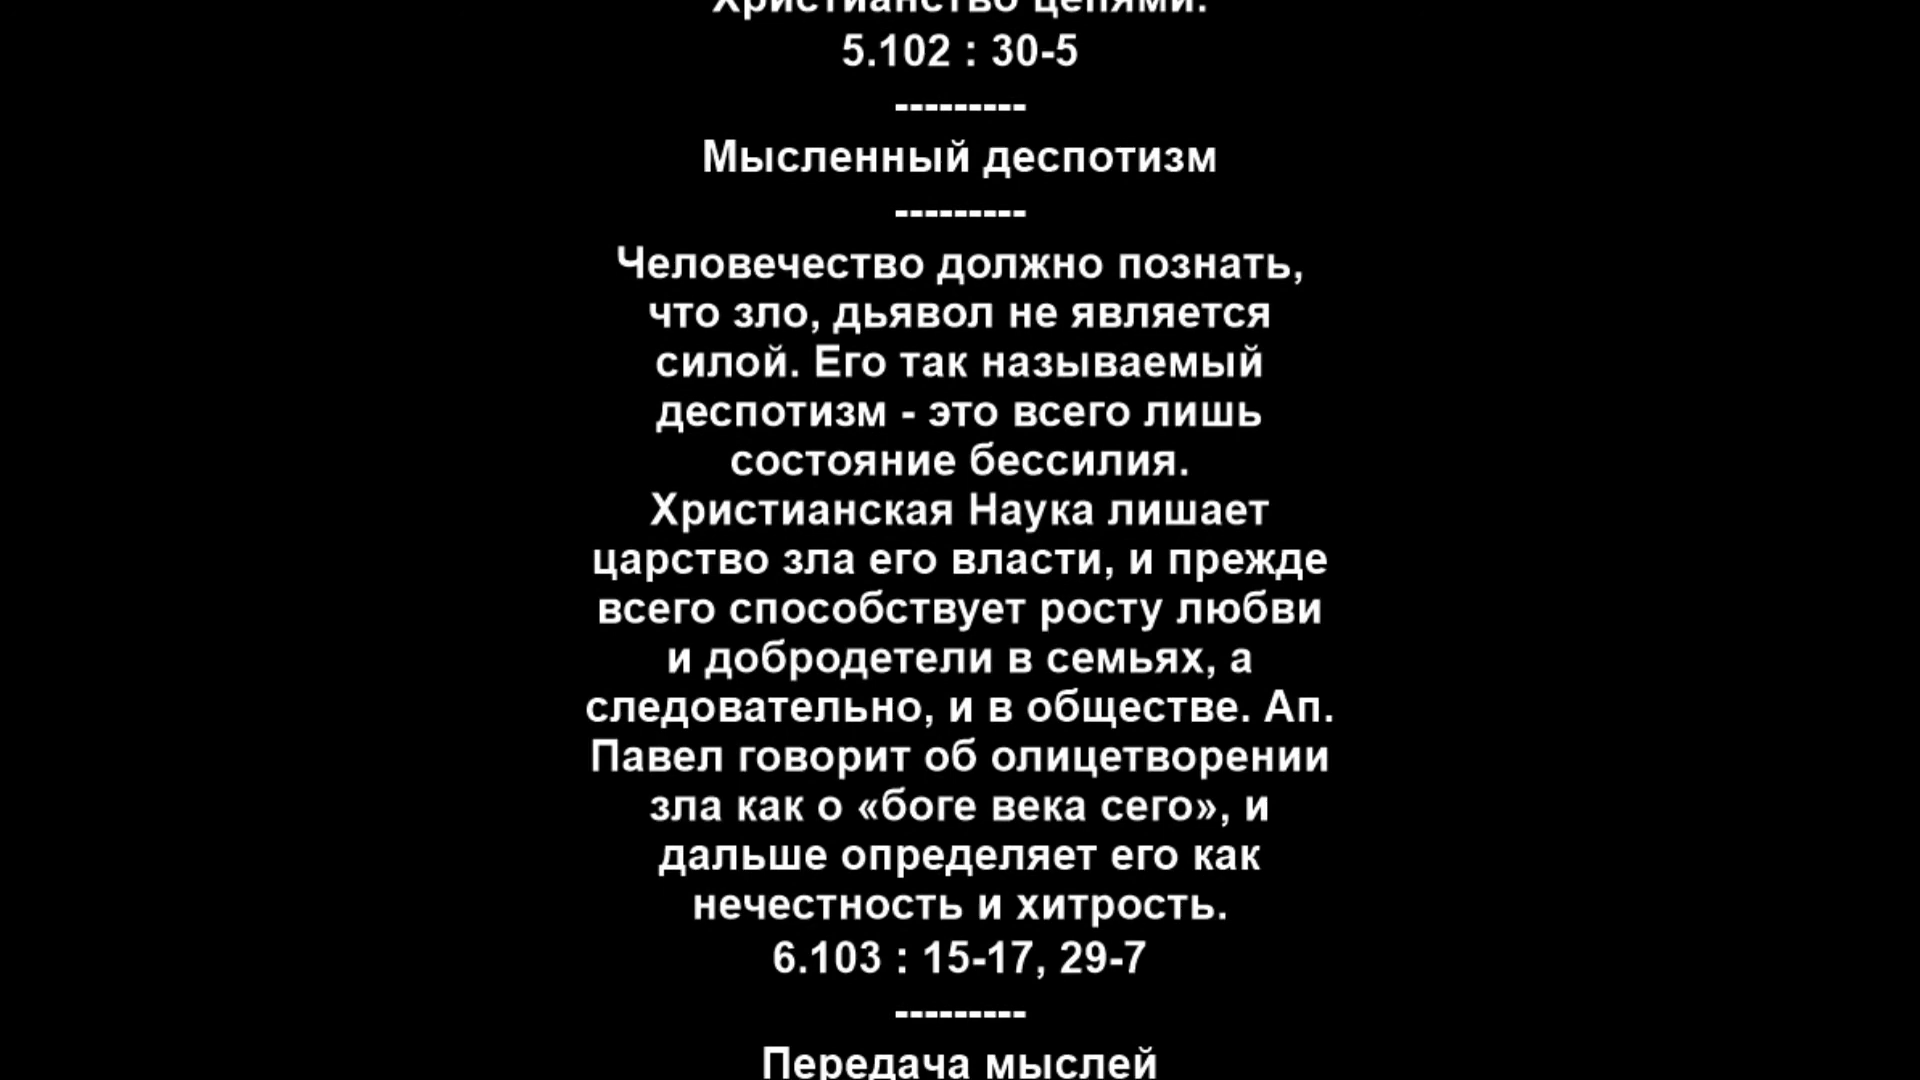 Христианство цепями.
5.102 : 30-5
---------
Мысленный деспотизм
---------
Человечество должно познать,
что зло, дьявол не является
силой. Его так называемый
деспотизм - это всего лишь
состояние бессилия.
Христианская Наука лишает
царство зла его власти, и прежде
всего способствует росту любви
и добродетели в семьях, а
следовательно, и в обществе. Ап.
Павел говорит об олицетворении
зла как о «боге века сего», и
дальше определяет его как
нечестность и хитрость.
6.103 : 15-17, 29-7
---------
Передача мыслей